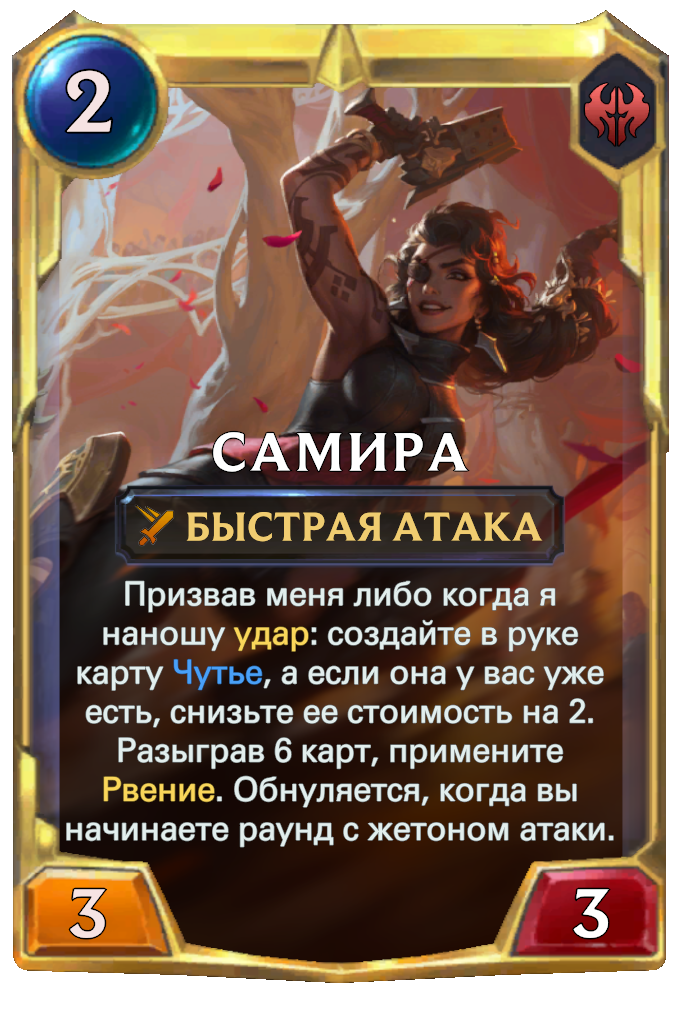 2
САМИРА
БЫСТРАЯ АТАКА
Призвав меня либо когда я
наношу удар: создайте в руке
карту Чутье, а если она у вас уже
есть, снизьте ее стоимость на 2.
Разыграв 6 карт, примените
Рвение. Обнуляется, когда вы
начинаете раунд с жетоном атаки.
3
3